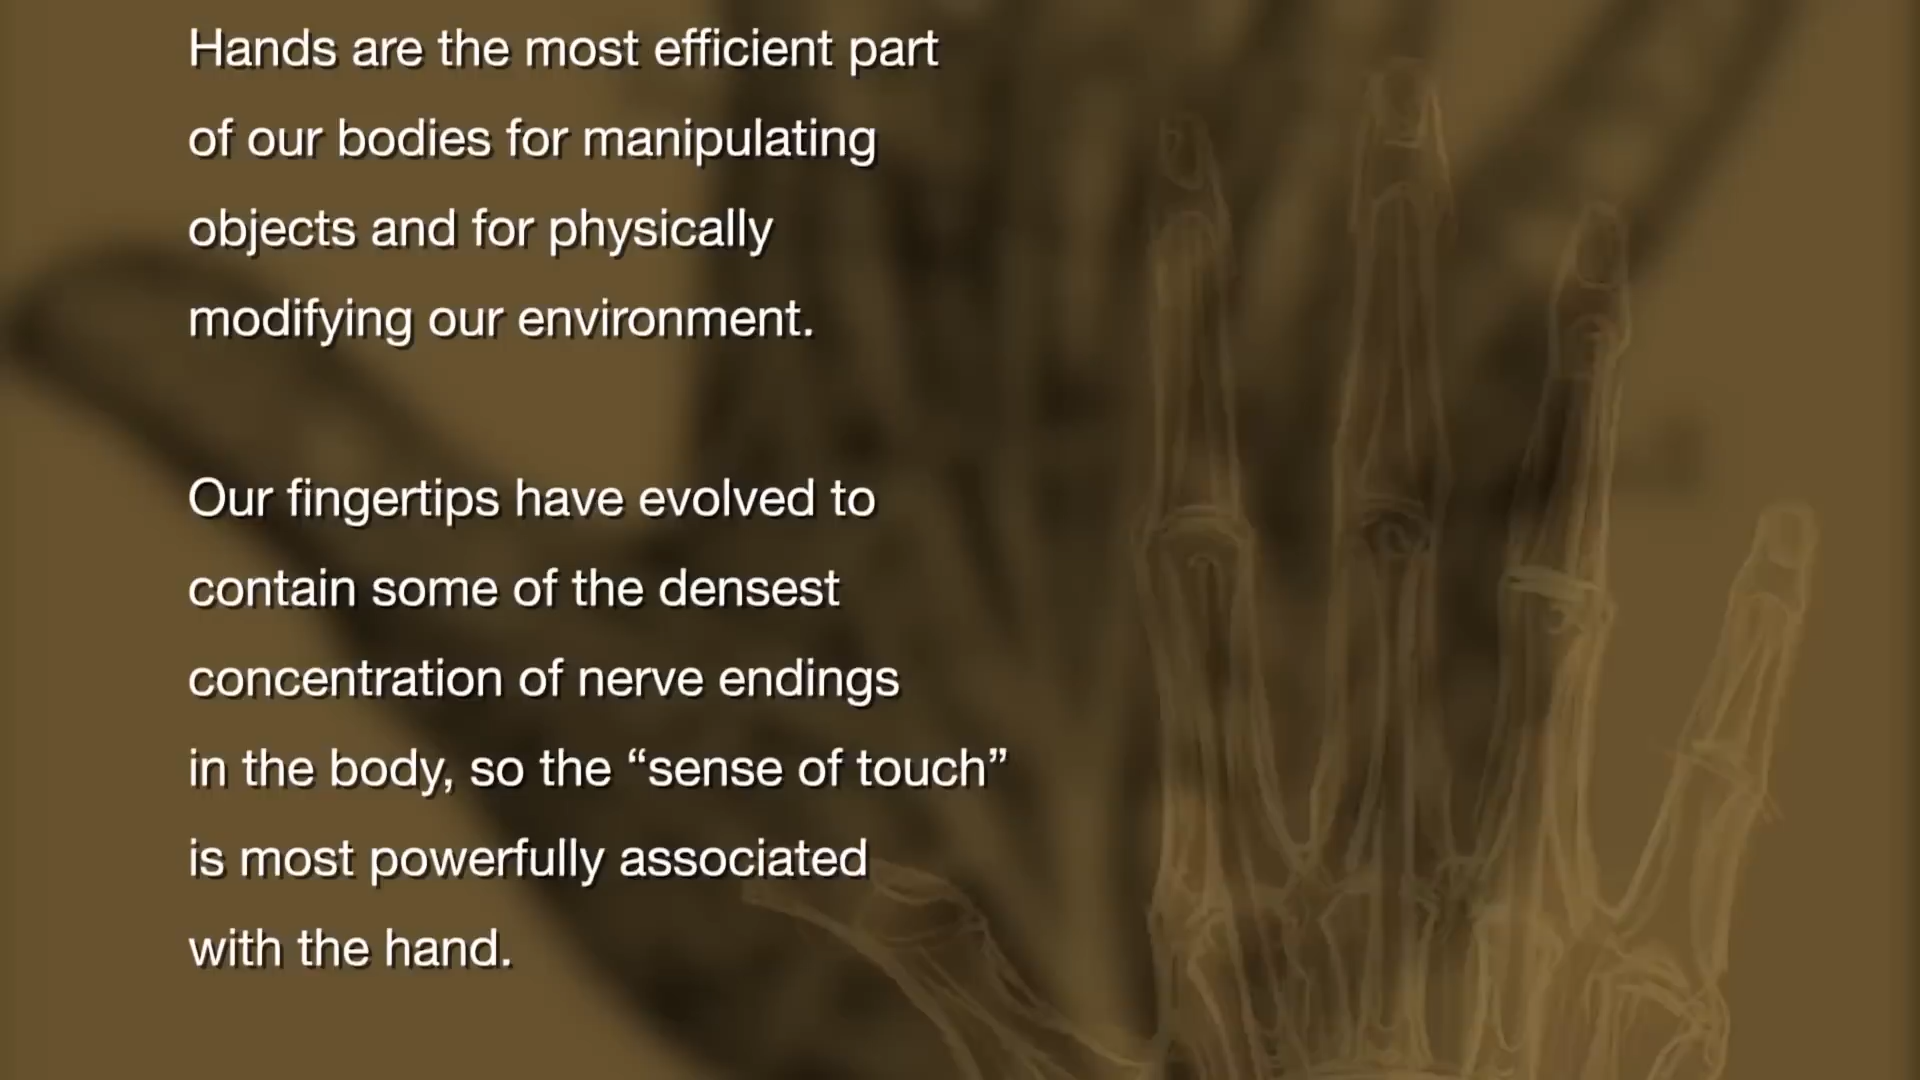 Hands are the most efficient part
of our bodies for manipulating
objects and for physically
modifying our environment.
Our fingertips have evolved to
contain some of the densest
concentration of nerve endings
in the body, so the “sense of touch”
is most powerfully associated
with the hand.